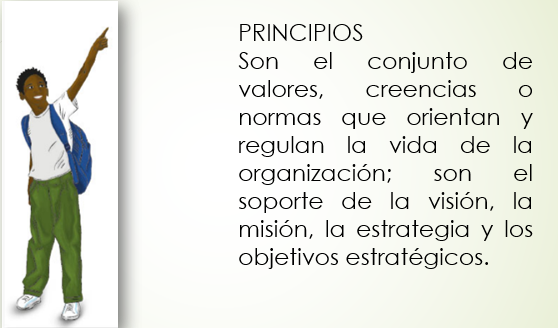 PRINCIPIOS
Son el conjunto de
valores, creencias o
normas que orientan y
regulan la vida de la
organización; son el
soporte de la visión, la
misión, la estrategia y los
objetivos estratégicos.